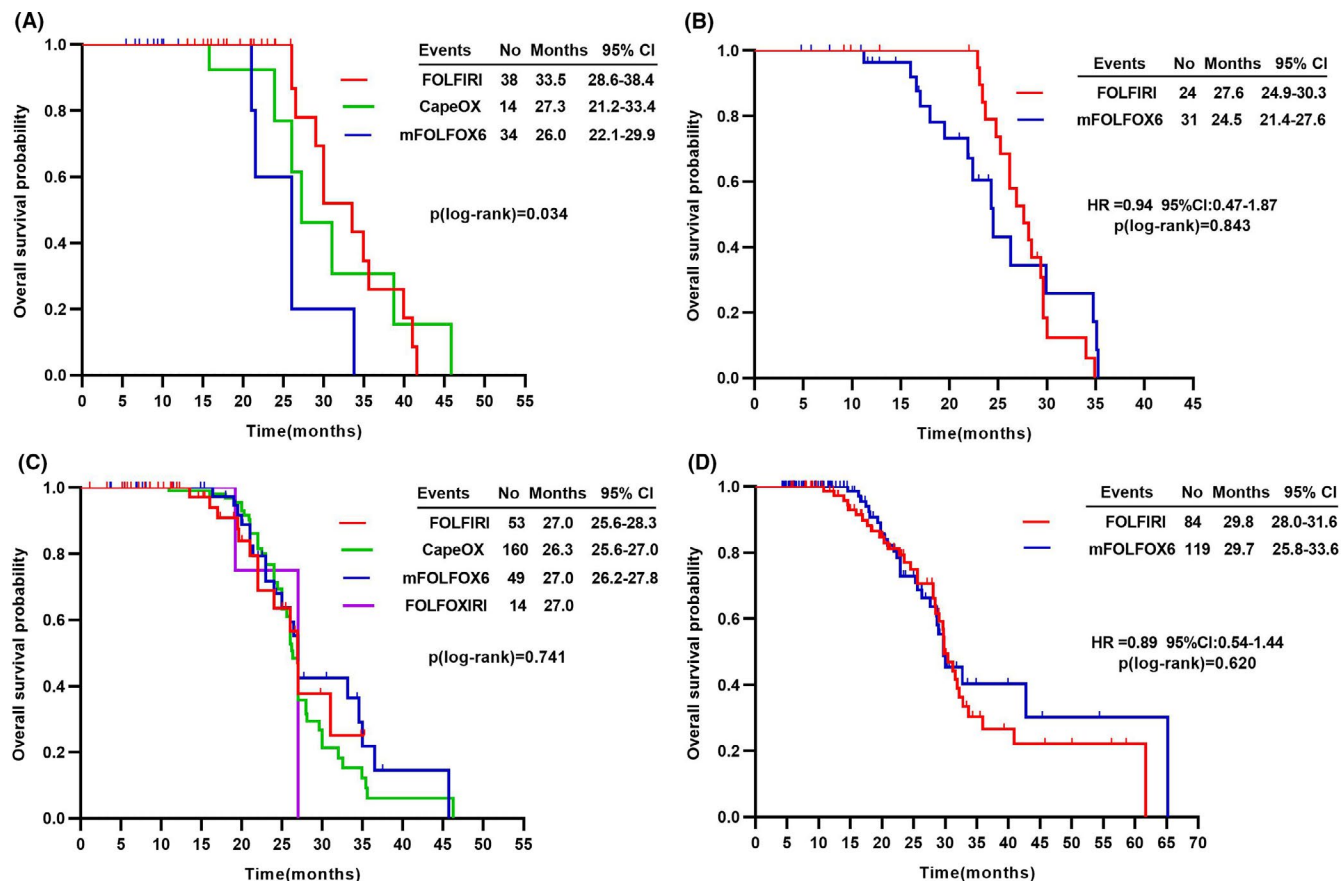 (A)
Events No Months 95% CI
FOLFIRI 38 33.5 28.6-38.4
CapeOX 14 27.3 21.2-33.4
mFOLFOX6 34 26.0 22.1-29.9
p(log-rank)=0.034
Overall survival probability
1.0
0.8
0.6
0.4
0.2
0.0
0 5 10 15 20 25 30 35 40 45 50 55
Time(months)
(B)
Events No Months 95% CI
FOLFIRI 24 27.6 24.9-30.3
mFOLFOX6 31 24.5 21.4-27.6
HR =0.94 95%CI:0.47-1.87
p(log-rank)=0.843
Overall survival probability
1.0
0.8
0.6
0.4
0.2
0.0
0 5 10 15 20 25 30 35 40 45
Time(months)
(C)
Events No Months 95% CI
FOLFIRI 53 27.0 25.6-28.3
CapeOX 160 26.3 25.6-27.0
mFOLFOX6 49 27.0 26.2-27.8
FOLFOXIRI 14 27.0
p(log-rank)=0.741
Overall survival probability
1.0
0.8
0.6
0.4
0.2
0.0
0 5 10 15 20 25 30 35 40 45 50 55
Time(months)
(D)
Events No Months 95% CI
FOLFIRI 84 29.8 28.0-31.6
mFOLFOX6 119 29.7 25.8-33.6
HR =0.89 95%CI:0.54-1.44
p(log-rank)=0.620
Overall survival probability
1.0
0.8
0.6
0.4
0.2
0.0
0 5 10 15 20 25 30 35 40 45 50 55 60 65 70
Time(months)